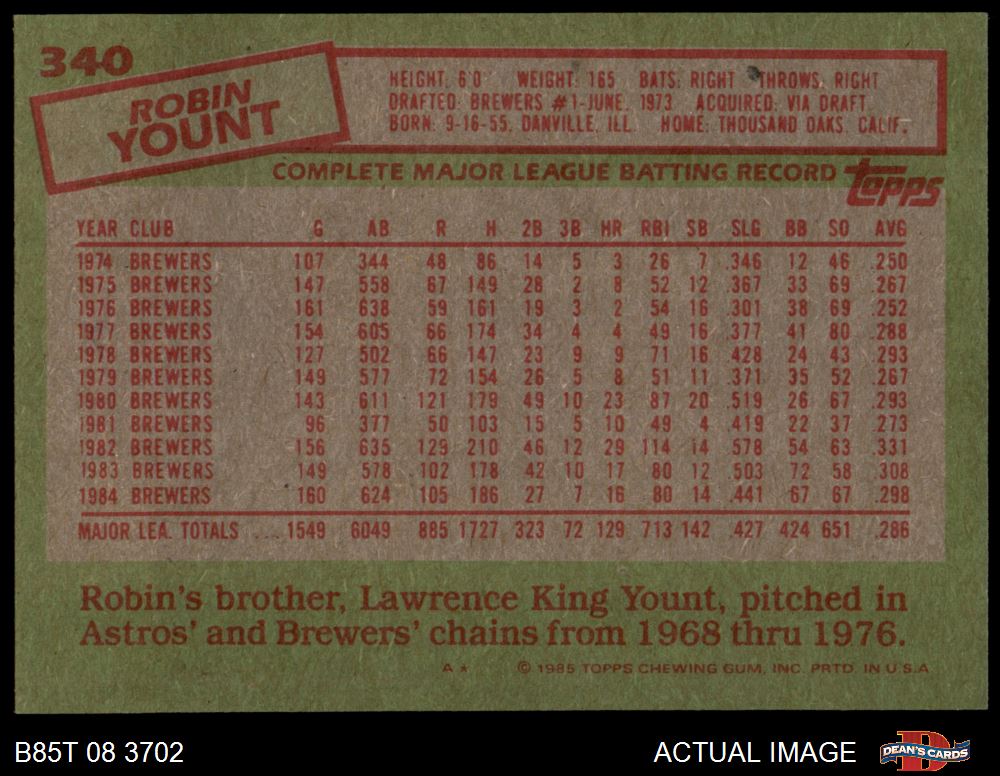 340
ROBIN
YOUNT
HEIGHT: 6'0 WEIGHT: 165 BATS: RIGHT THROWS: RIGHT
DRAFTED: BREWERS #1-JUNE, 1973 ACQUIRED: VIA DRAFT
BORN: 9-16-55, DANVILLE, ILL. HOME: THOUSAND OAKS, CALIF.
COMPLETE MAJOR LEAGUE BATTING RECORD topps
YEAR CLUB G AB R H 2B 3B HR RBI SB SLG BB SO AVG
1974 BREWERS 107 344 48 86 14 5 3 26 7 .346 12 46 .250
1975 BREWERS 147 558 67 149 28 2 8 52 12 .367 33 69 .267
1976 BREWERS 161 638 59 161 19 3 2 54 16 .301 38 69 .252
1977 BREWERS 154 605 66 174 34 4 4 49 16 .377 41 80 .288
1978 BREWERS 127 502 66 147 23 9 9 71 16 .428 24 43 .293
1979 BREWERS 149 577 72 154 26 5 8 51 11 .371 35 52 .267
1980 BREWERS 143 611 121 179 49 10 23 87 20 .519 26 67 .293
1981 BREWERS 96 377 50 103 15 5 10 49 4 .419 22 37 .273
1982 BREWERS 156 635 129 210 46 12 29 114 14 .578 54 63 .331
1983 BREWERS 149 578 102 178 42 10 17 80 12 .503 72 58 .308
1984 BREWERS 160 624 105 186 27 7 16 80 14 .441 67 67 .298
MAJOR LEA. TOTALS ... 1549 6049 885 1727 323 72 129 713 142 .427 424 651 .286
Robin's brother, Lawrence King Yount, pitched in
Astros' and Brewers' chains from 1968 thru 1976.
A * © 1985 TOPPS CHEWING GUM, INC. PRTD. IN U.S.A
B85T 08 3702 ACTUAL IMAGE DEAN'S CARDS